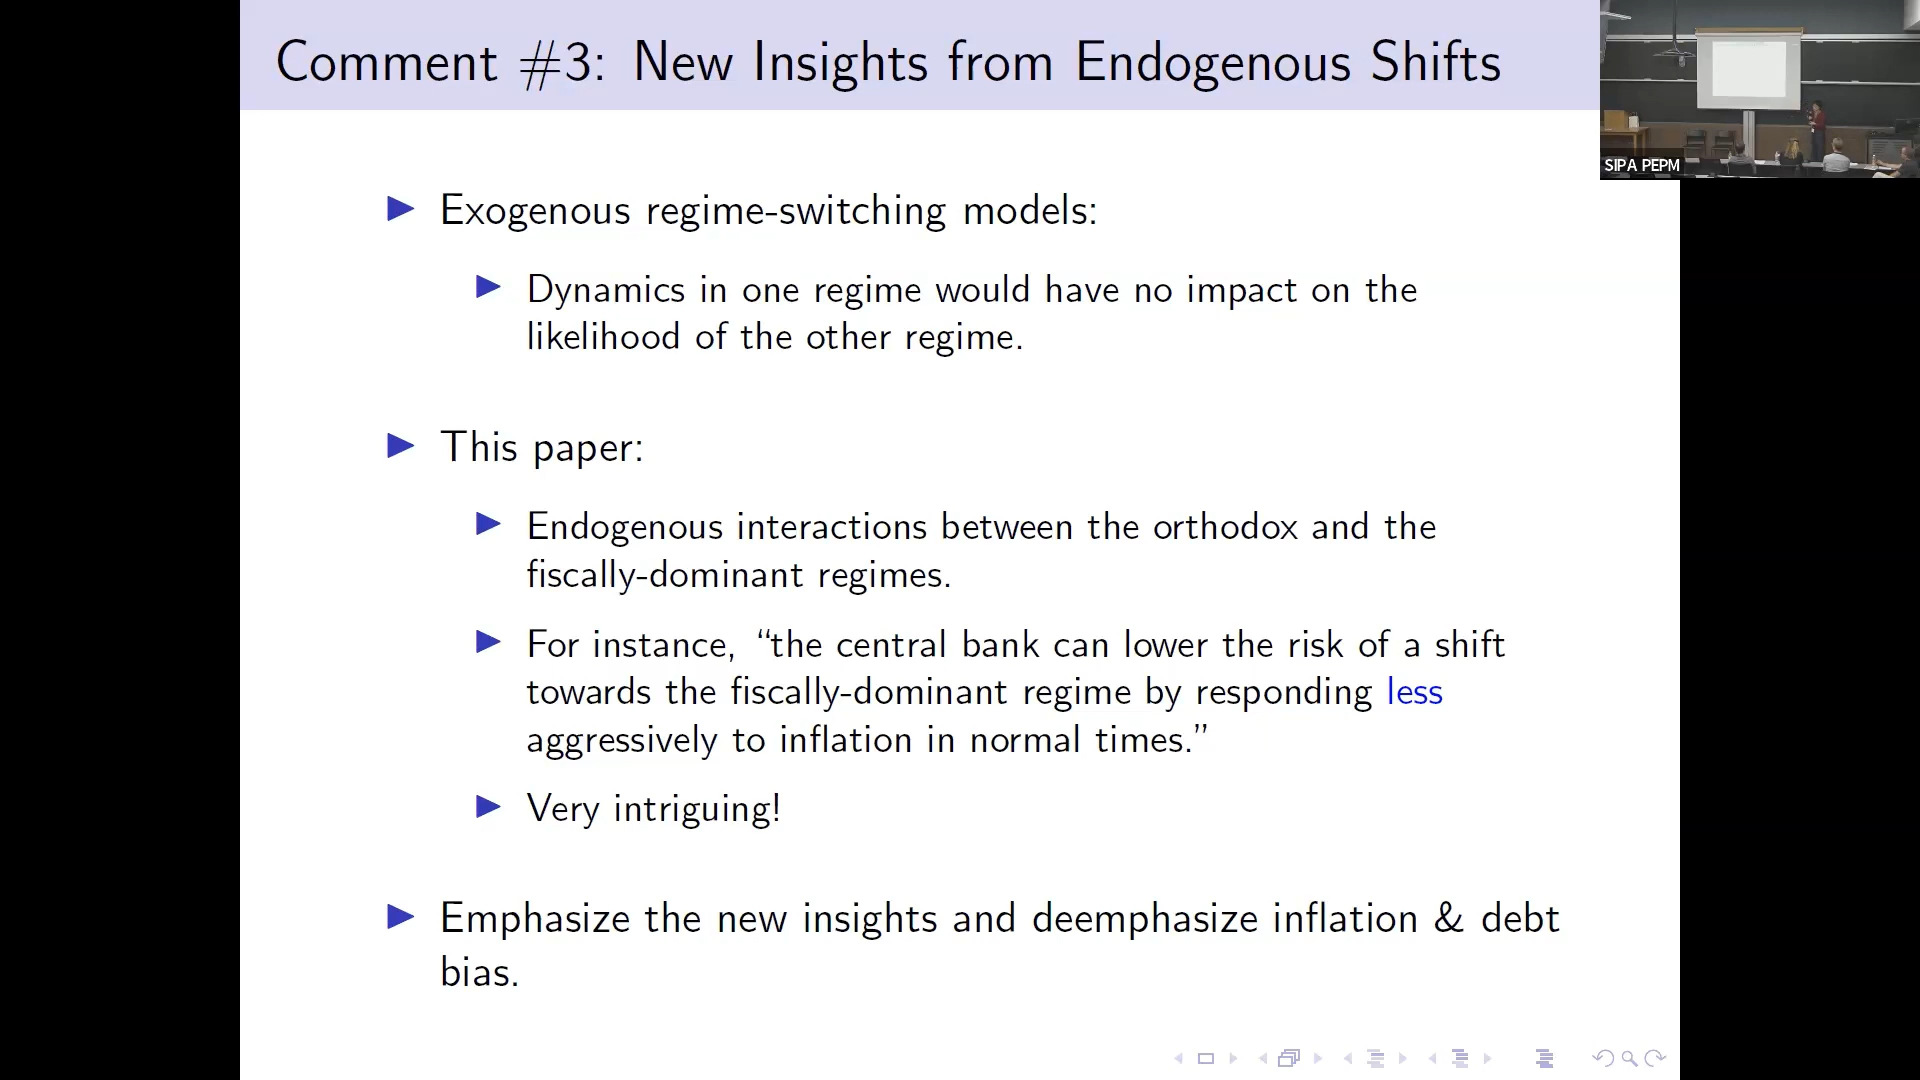 Comment #3: New Insights from Endogenous Shifts
SIPA PEPM
Exogenous regime-switching models:
Dynamics in one regime would have no impact on the
likelihood of the other regime.
This paper:
Endogenous interactions between the orthodox and the
fiscally-dominant regimes.
For instance, “the central bank can lower the risk of a shift
towards the fiscally-dominant regime by responding less
aggressively to inflation in normal times.”
Very intriguing!
Emphasize the new insights and deemphasize inflation & debt
bias.